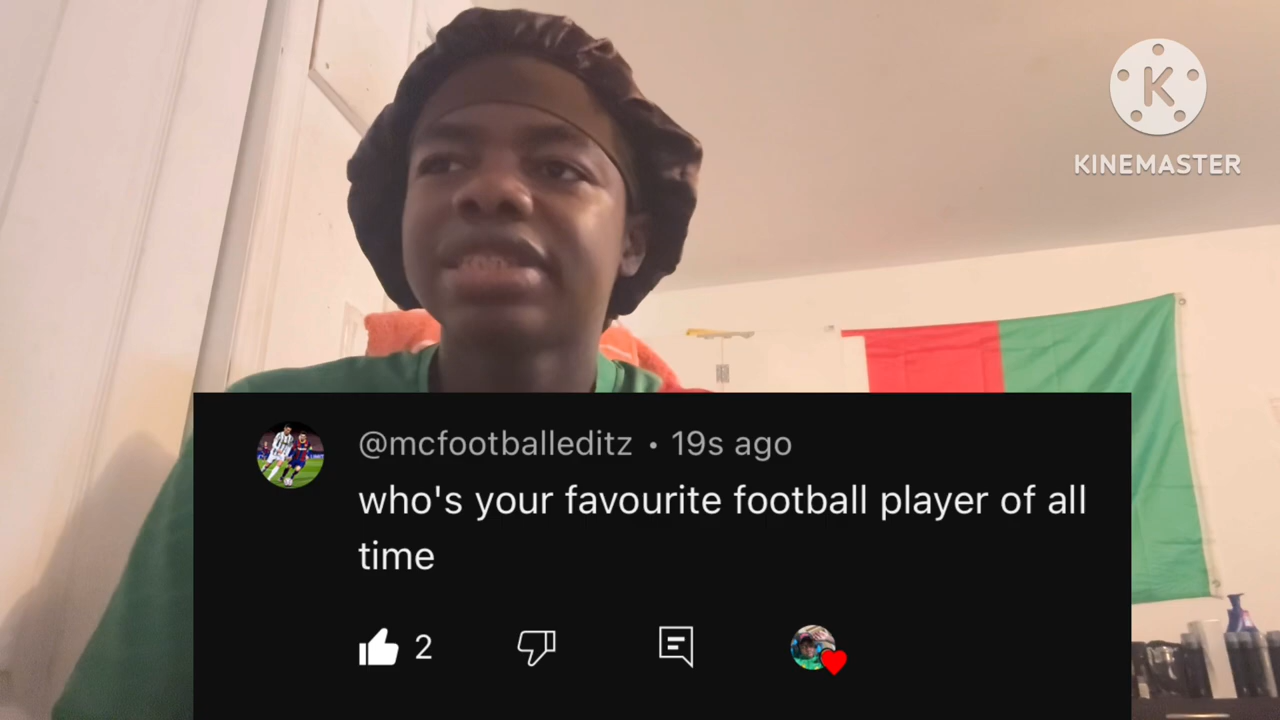 K
KINEMASTER
@mcfootballeditz • 19s ago
who's your favourite football player of all
time
2